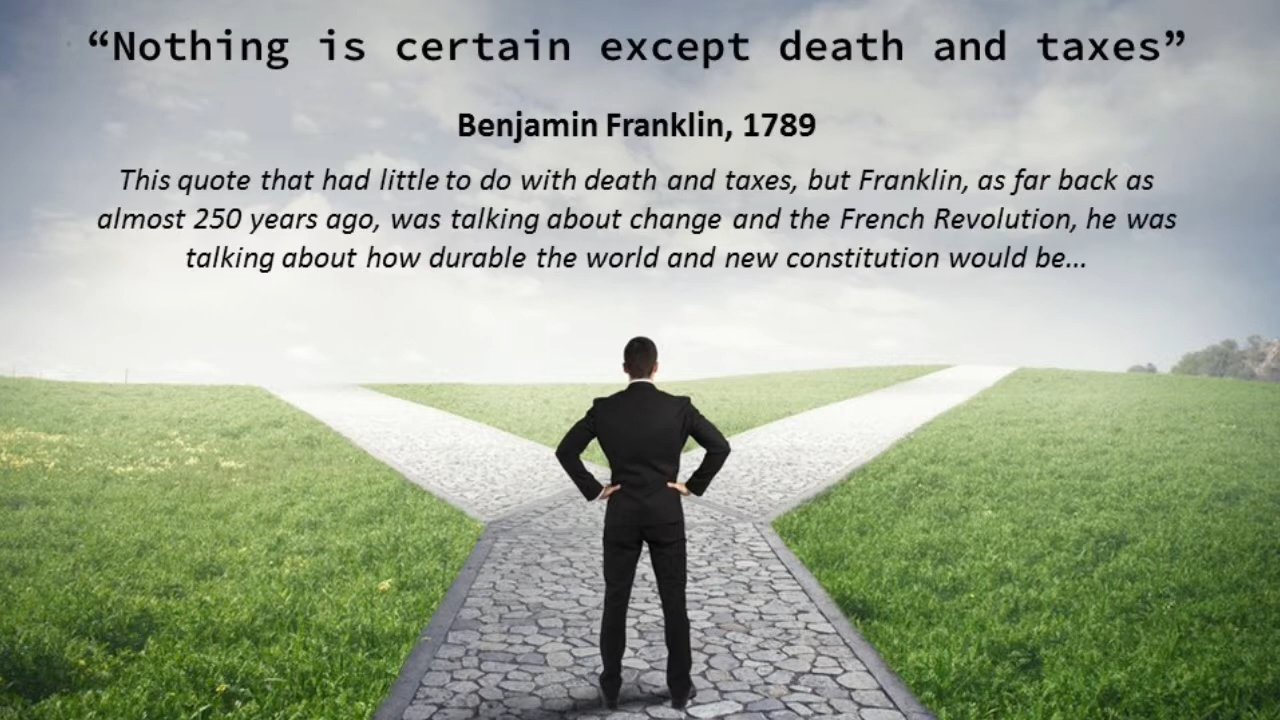 “Nothing is certain except death and taxes”
Benjamin Franklin, 1789
This quote that had little to do with death and taxes, but Franklin, as far back as
almost 250 years ago, was talking about change and the French Revolution, he was
talking about how durable the world and new constitution would be...